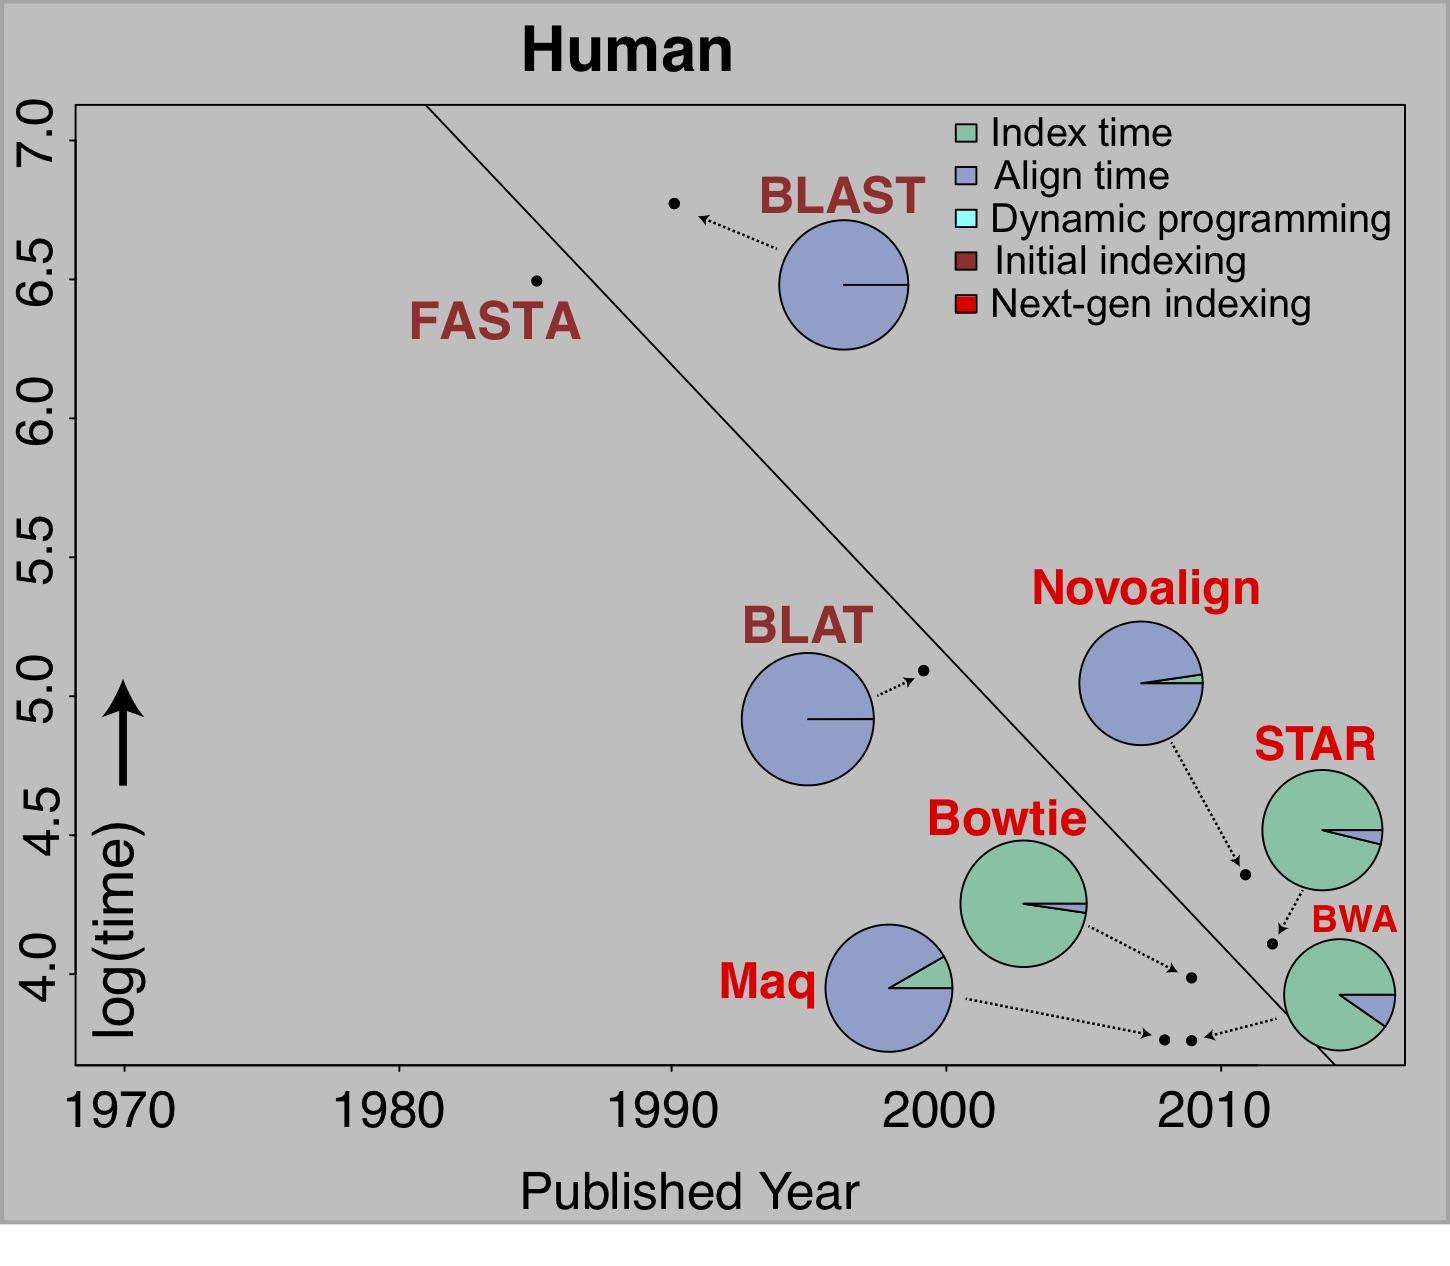 Human
7.0
6.5
6.0
5.5
5.0
4.5
4.0
log(time)
Index time
Align time
Dynamic programming
Initial indexing
Next-gen indexing
BLAST
FASTA
BLAT
Novoalign
STAR
Bowtie
BWA
Maq
1970
1980
1990
2000
2010
Published Year